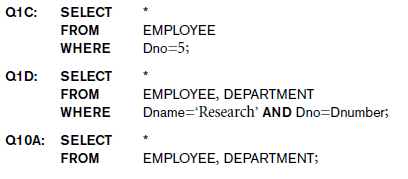 Q1C: SELECT *
FROM EMPLOYEE
WHERE Dno=5;
Q1D: SELECT *
FROM EMPLOYEE, DEPARTMENT
WHERE Dname=‘Research’ AND Dno=Dnumber;
Q10A: SELECT *
FROM EMPLOYEE, DEPARTMENT;